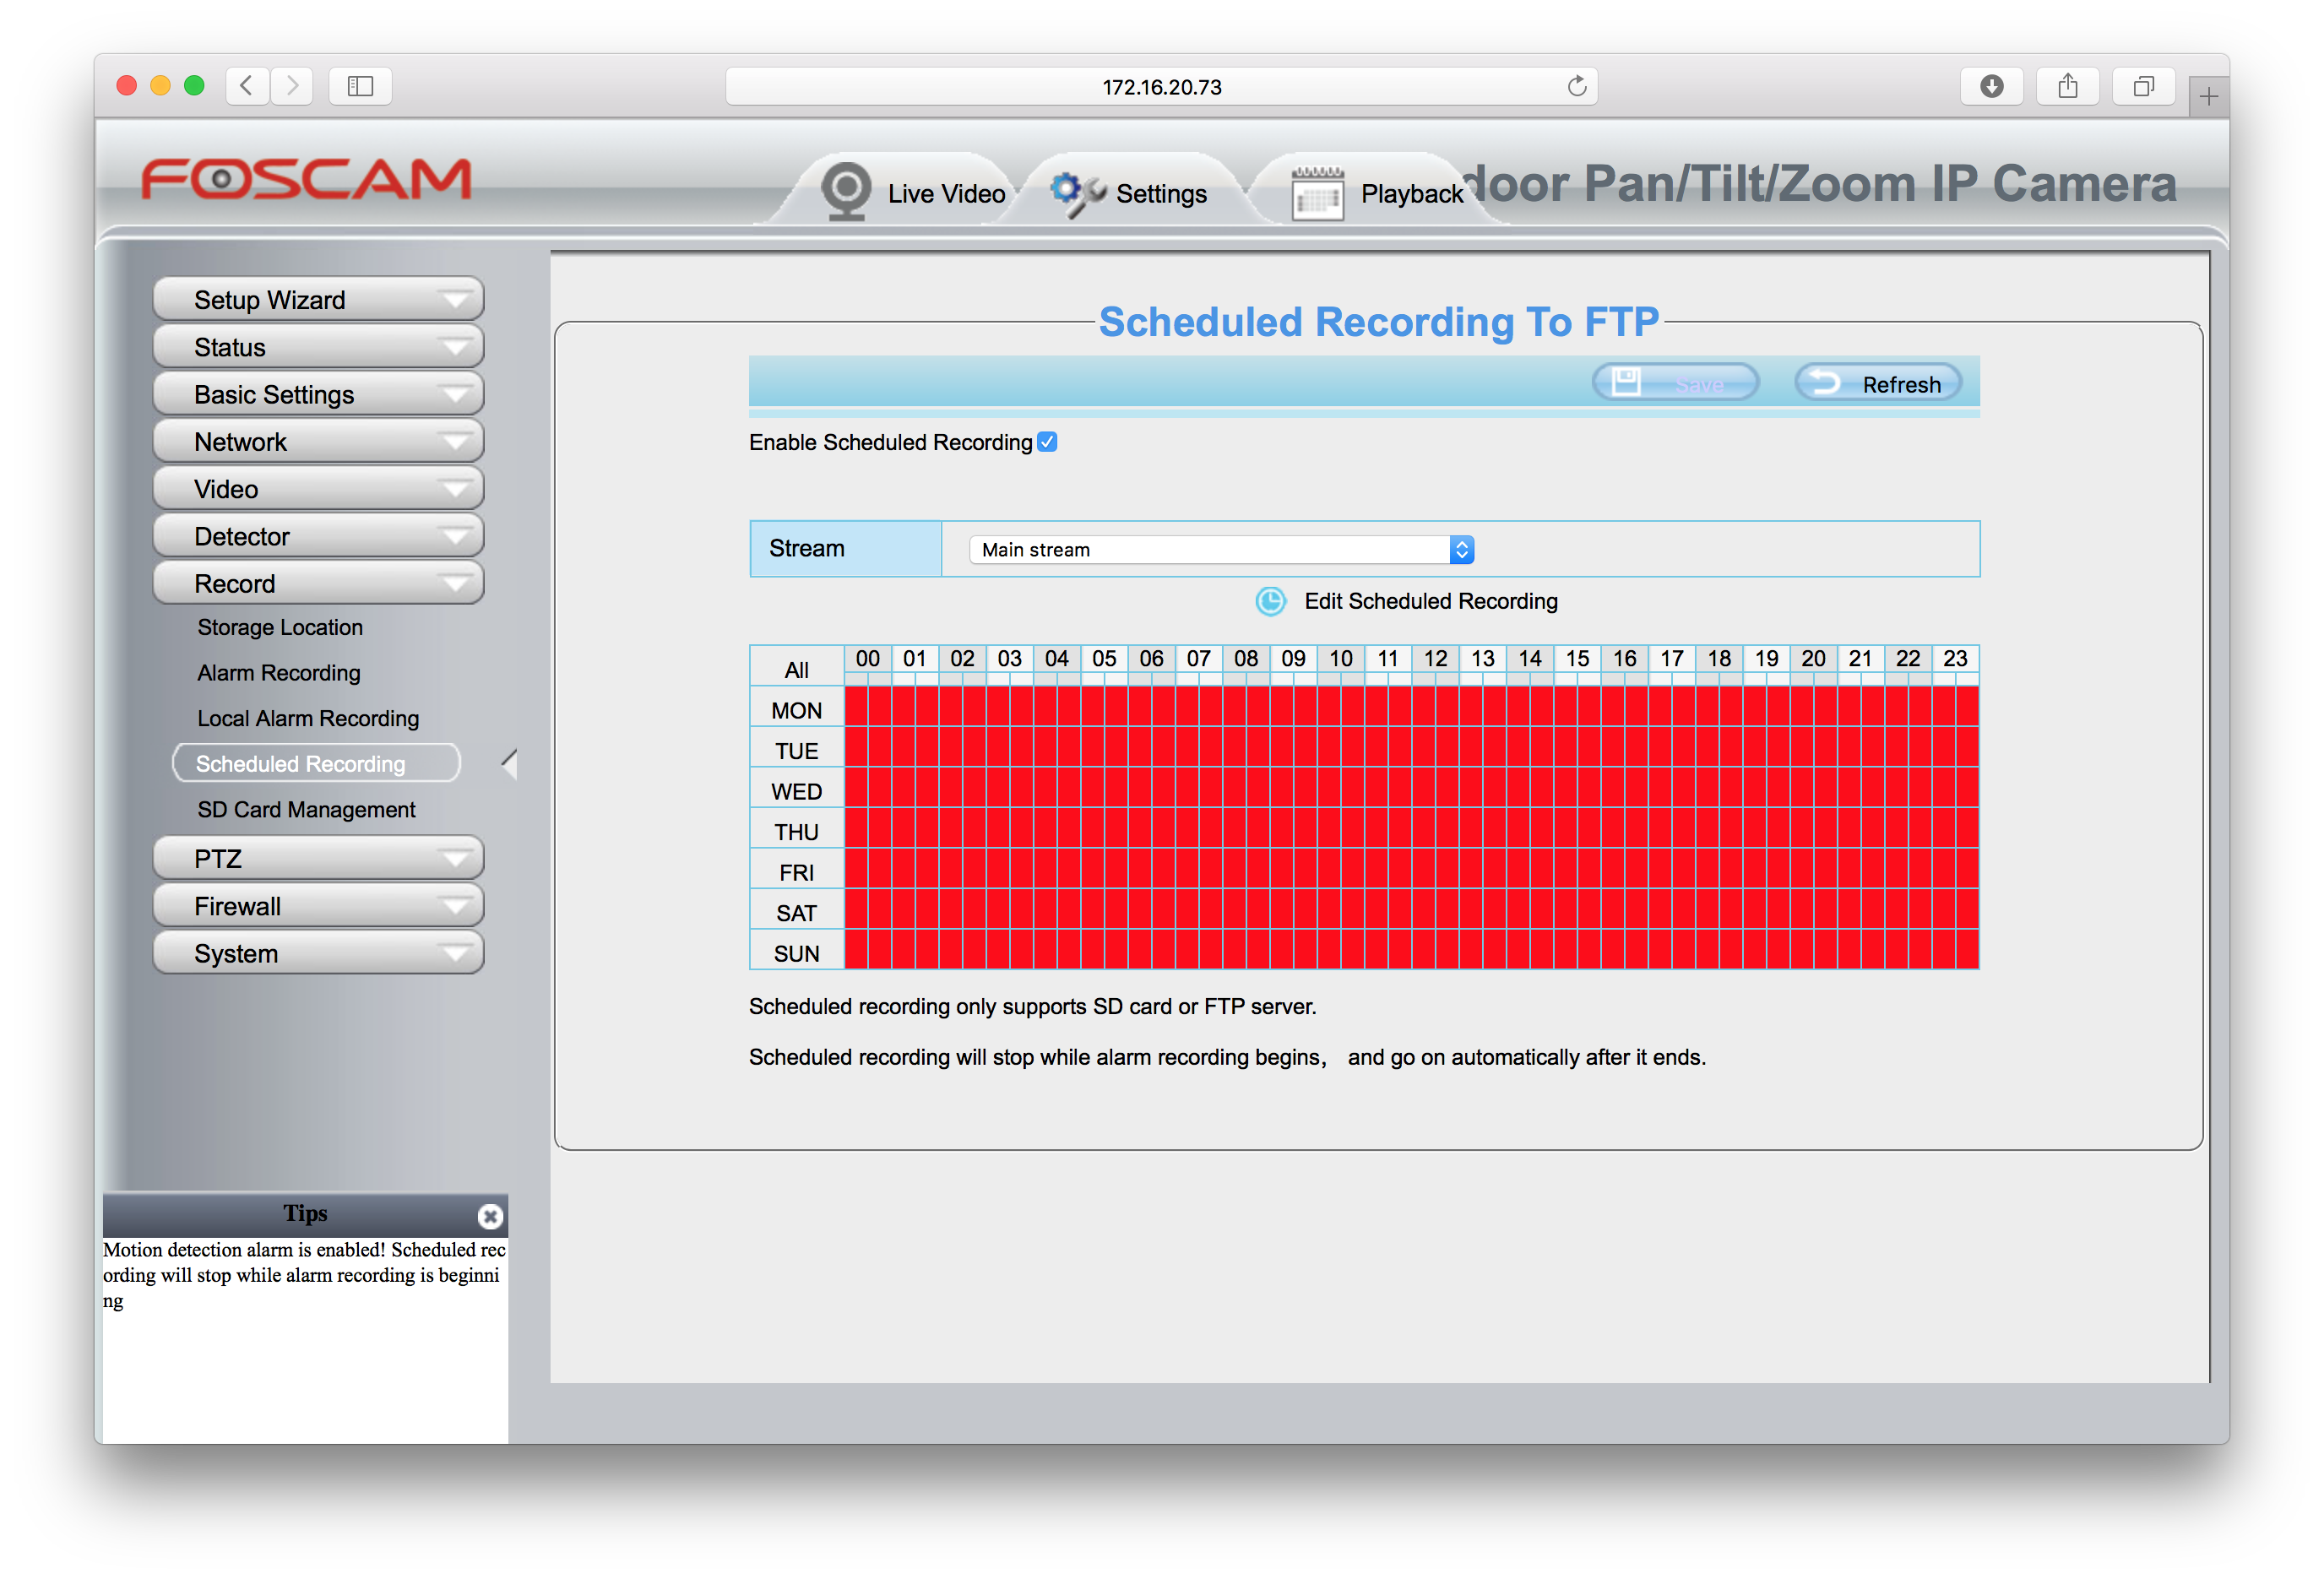 172.16.20.73
FOSCAM
Live Video
Settings
Playback
door Pan/Tilt/Zoom IP Camera
Setup Wizard
Status
Basic Settings
Network
Video
Detector
Record
Storage Location
Alarm Recording
Local Alarm Recording
Scheduled Recording
SD Card Management
PTZ
Firewall
System
Tips
Motion detection alarm is enabled! Scheduled rec
ording will stop while alarm recording is beginni
ng
Scheduled Recording To FTP
Save
Refresh
Enable Scheduled Recording
Stream
Main stream
Edit Scheduled Recording
All 00 01 02 03 04 05 06 07 08 09 10 11 12 13 14 15 16 17 18 19 20 21 22 23
MON
TUE
WED
THU
FRI
SAT
SUN
Scheduled recording only supports SD card or FTP server.
Scheduled recording will stop while alarm recording begins, and go on automatically after it ends.